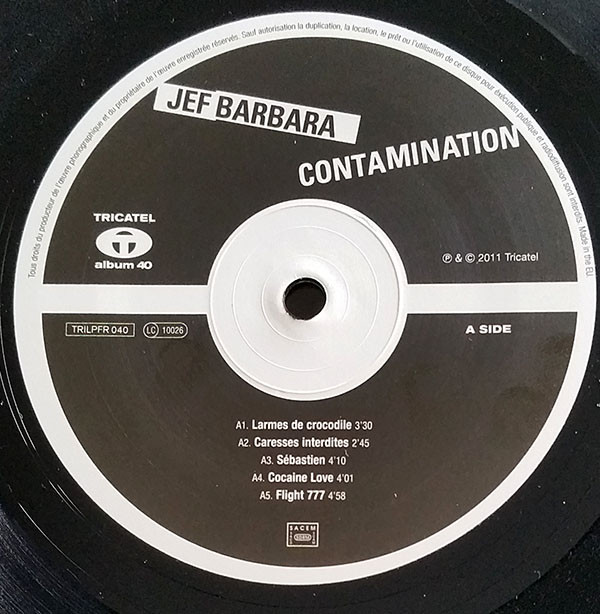 Tous droits du producteur de l'œuvre phonographique et du propriétaire de l'œuvre enregistrée réservés. Sauf autorisation la duplication, la location, le prêt ou l'utilisation de ce disque pour exécution publique et radiodiffusion sont interdits. Made in the EU.
JEF BARBARA
CONTAMINATION
TRICATEL
T
album 40
℗ & © 2011 Tricatel
TRILPFR 040
LC 10026
A SIDE
A1. Larmes de crocodile 3'30
A2. Caresses interdites 2'45
A3. Sébastien 4'10
A4. Cocaine Love 4'01
A5. Flight 777 4'58
SACEM